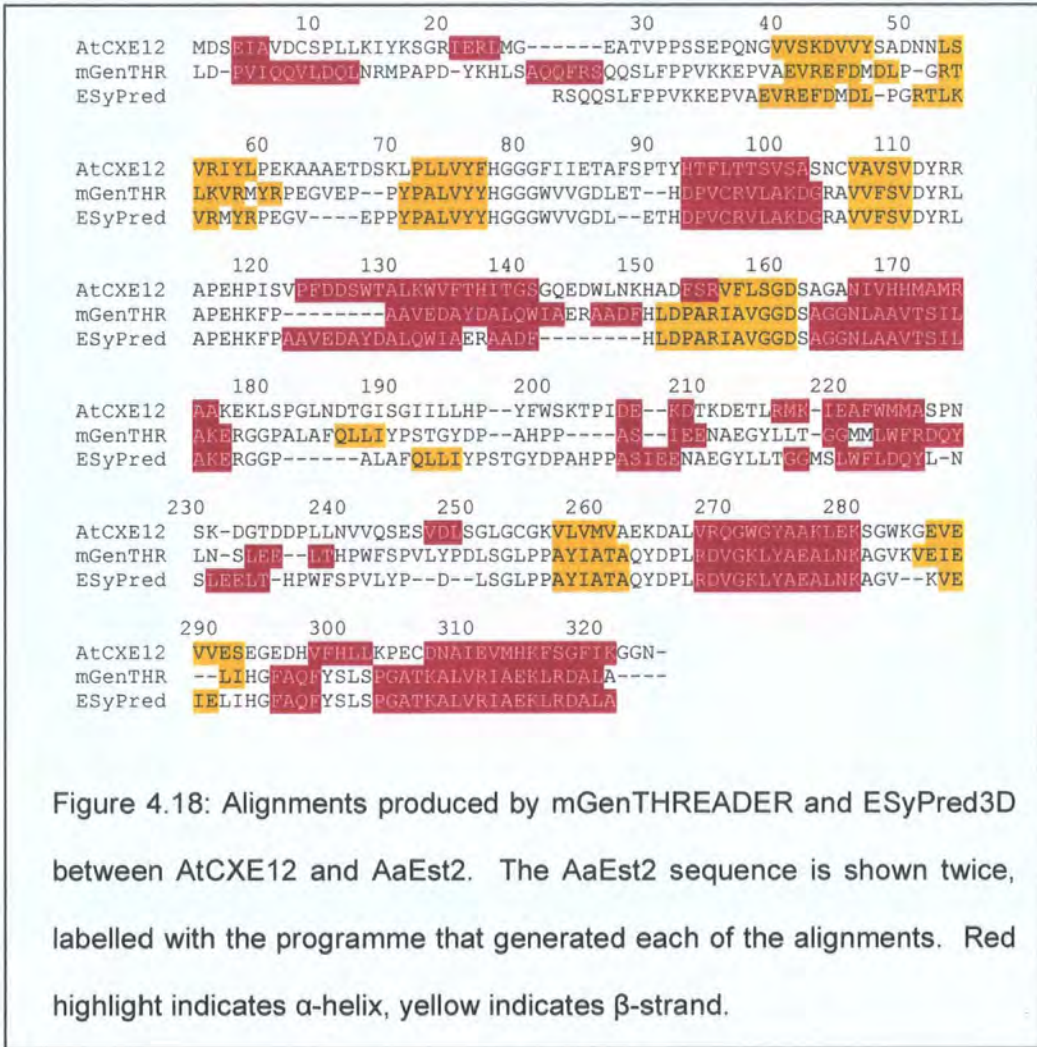 10 20 30 40 50
AtCXE12 MDSEIAVDCSPLLKIYKSGRIERLMG------EATVPPSSEPQNGVVSKDVVYSADNNLS
mGenTHR LD-PVIQQVLDQLNRMPAPD-YKHLSAQQFRSQQSLFPPVKKEPVAEVREFDMDLP-GRT
ESyPred RSQQSLFPPVKKEPVAEVREFDMDL-PGRTLK
60 70 80 90 100 110
AtCXE12 VRIYLPEKAAAETDSKLPLLVYFHGGGFIIETAFSPTYHTFLTTSVSASNCVAVSVDYRR
mGenTHR LKVRMYRPEGVEP--PYPALVYYHGGGWVVGDLET--HDPVCRVLAKDGRAVVFSVDYRL
ESyPred VRMYRPEGV----EPPYPALVYYHGGGWVVGDL--ETHDPVCRVLAKDGRAVVFSVDYRL
120 130 140 150 160 170
AtCXE12 APEHPISVPFDDSWTALKWVFTHITGSGQEDWLNKHADFSRVFLSGDSAGANIVHHMAMR
mGenTHR APEHKFP--------AAVEDAYDALQWIAERAADFHLDPARIAVGGDSAGGNLAAVTSIL
ESyPred APEHKFPAAVEDAYDALQWIAERAADF--------HLDPARIAVGGDSAGGNLAAVTSIL
180 190 200 210 220
AtCXE12 AAKEKLSPGLNDTGISGIILLHP--YFWSKTPIDE--KDTKDETLRMK-IEAFWMMASPN
mGenTHR AKERGGPALAFQLLIYPSTGYDP--AHPP---AS--IEENAEGYLLT-GGMMLWFRDQY
ESyPred AKERGGP------ALAFQLLIYPSTGYDPAHPPASIEENAEGYLLTGGMSLWFLDQYL-N
230 240 250 260 270 280
AtCXE12 SK-DGTDDPLLNVVQSESVDLSGLGCGKVLVMVAEKDALVRQGWGYAAKLEKSGWKGEVE
mGenTHR LN-SLEE--LTHPWFSPVLYPDLSGLPPAYIATAQYDPLRDVGKLYAEALNKAGVKVEIE
ESyPred SLEELT-HPWFSPVLYP--D--LSGLPPAYIATAQYDPLRDVGKLYAEALNKAGV--KVE
290 300 310 320
AtCXE12 VVESEGEDHVFHLLKPECDNAIEVMHKFSGFIKGGN-
mGenTHR --LIHGFAQFYSLSPGATKALVRIAEKLRDALA----
ESyPred IELIHGFAQFYSLSPGATKALVRIAEKLRDALA
Figure 4.18: Alignments produced by mGenTHREADER and ESyPred3D
between AtCXE12 and AaEst2. The AaEst2 sequence is shown twice,
labelled with the programme that generated each of the alignments. Red
highlight indicates α-helix, yellow indicates β-strand.